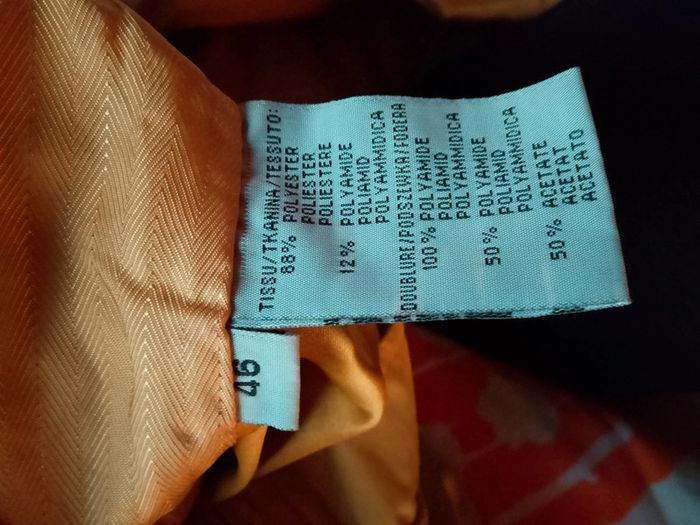 TISSU/TKANINA/TESSUTO:
88% POLYESTER
POLIESTER
POLIESTERE
12% POLYAMIDE
POLIAMID
POLYAMMIDICA
DOUBLURE/PODSZEWKA/FODERA
100% POLYAMIDE
POLIAMID
POLYAMMIDICA
50% POLYAMIDE
POLIAMID
POLYAMMIDICA
50% ACETATE
ACETAT
ACETATO
46